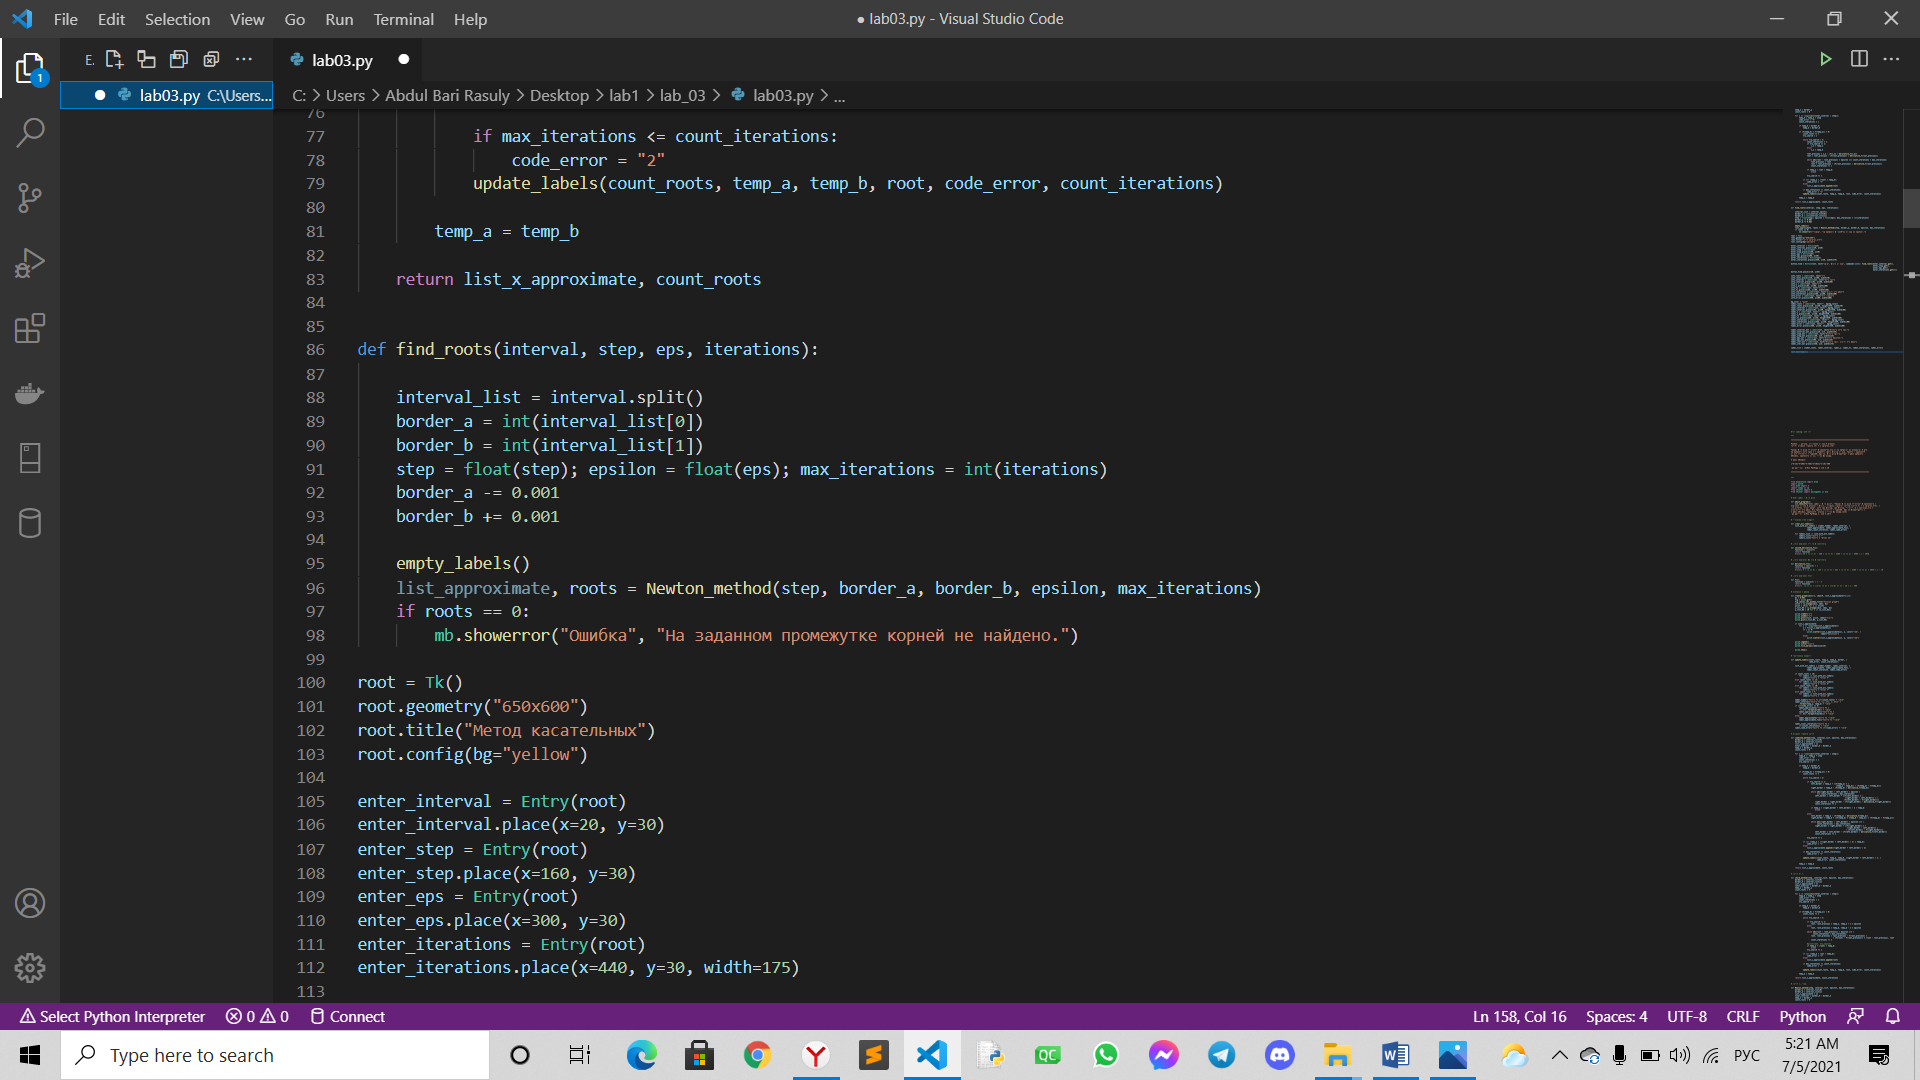 File Edit Selection View Go Run Terminal Help
● lab03.py - Visual Studio Code
E.
lab03.py
lab03.py C:\Users...
C: > Users > Abdul Bari Rasuly > Desktop > lab1 > lab_03 > lab03.py > ...
1
76
77 if max_iterations <= count_iterations:
78 code_error = "2"
79 update_labels(count_roots, temp_a, temp_b, root, code_error, count_iterations)
80
81 temp_a = temp_b
82
83 return list_x_approximate, count_roots
84
85
86 def find_roots(interval, step, eps, iterations):
87
88 interval_list = interval.split()
89 border_a = int(interval_list[0])
90 border_b = int(interval_list[1])
91 step = float(step); epsilon = float(eps); max_iterations = int(iterations)
92 border_a -= 0.001
93 border_b += 0.001
94
95 empty_labels()
96 list_approximate, roots = Newton_method(step, border_a, border_b, epsilon, max_iterations)
97 if roots == 0:
98 mb.showerror("Ошибка", "На заданном промежутке корней не найдено.")
99
100 root = Tk()
101 root.geometry("650x600")
102 root.title("Метод касательных")
103 root.config(bg="yellow")
104
105 enter_interval = Entry(root)
106 enter_interval.place(x=20, y=30)
107 enter_step = Entry(root)
108 enter_step.place(x=160, y=30)
109 enter_eps = Entry(root)
110 enter_eps.place(x=300, y=30)
111 enter_iterations = Entry(root)
112 enter_iterations.place(x=440, y=30, width=175)
113
Select Python Interpreter 0 0 Connect
Ln 158, Col 16 Spaces: 4 UTF-8 CRLF Python
Type here to search
QC
РУС
5:21 AM
7/5/2021